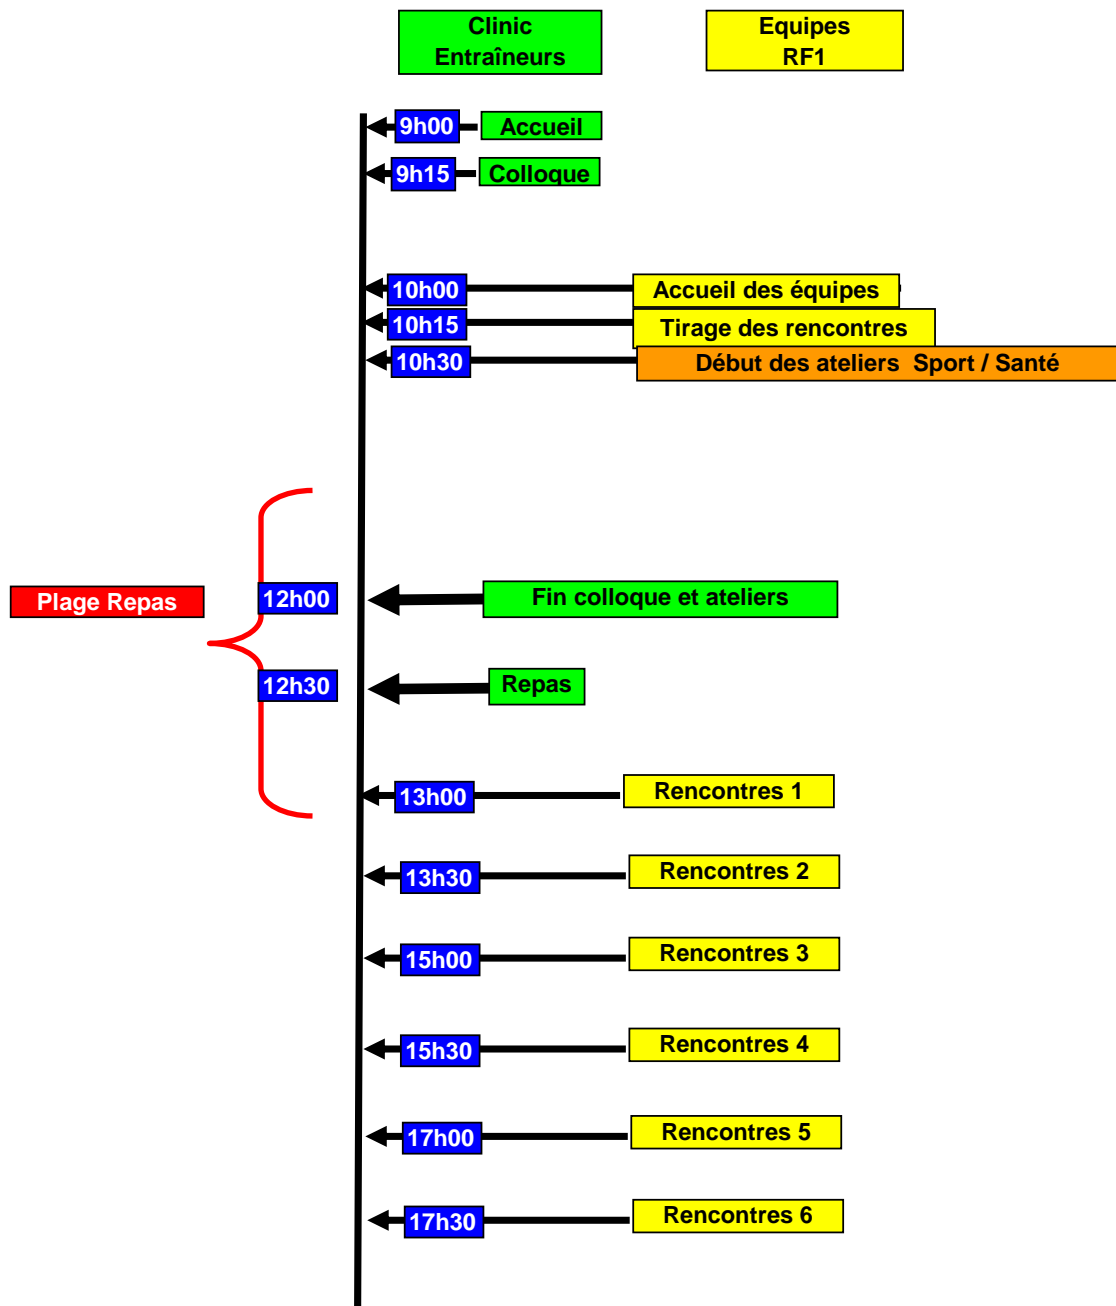 Clinic
Entraîneurs
Equipes
RF1
9h00 Accueil
9h15 Colloque
10h00 Accueil des équipes
10h15 Tirage des rencontres
10h30 Début des ateliers  Sport / Santé
Plage Repas 12h00 Fin colloque et ateliers
12h30 Repas
13h00 Rencontres 1
13h30 Rencontres 2
15h00 Rencontres 3
15h30 Rencontres 4
17h00 Rencontres 5
17h30 Rencontres 6